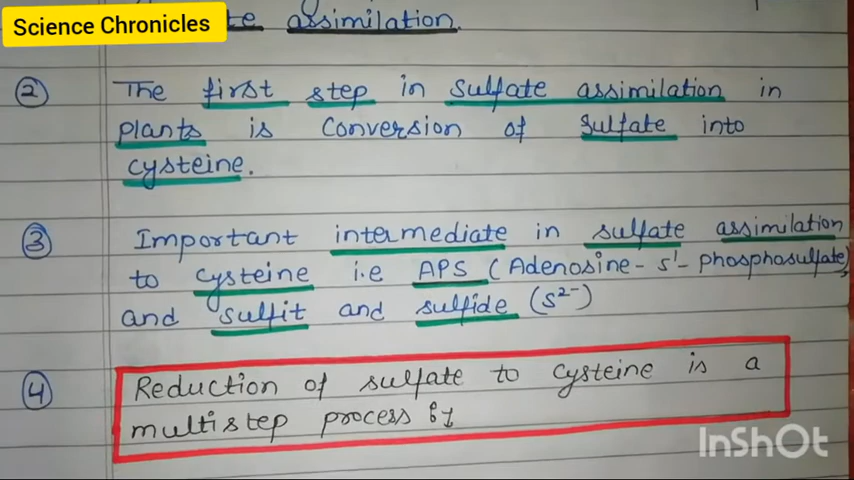 Science Chronicles
te assimilation.
② The first step in sulfate assimilation in
plants is conversion of sulfate into
cysteine.
③ Important intermediate in sulfate assimilation
to cysteine i.e APS (Adenosine-5'-phosphosulfate)
and sulfit and sulfide (S²⁻)
④ Reduction of sulfate to cysteine is a
multistep process
InShOt